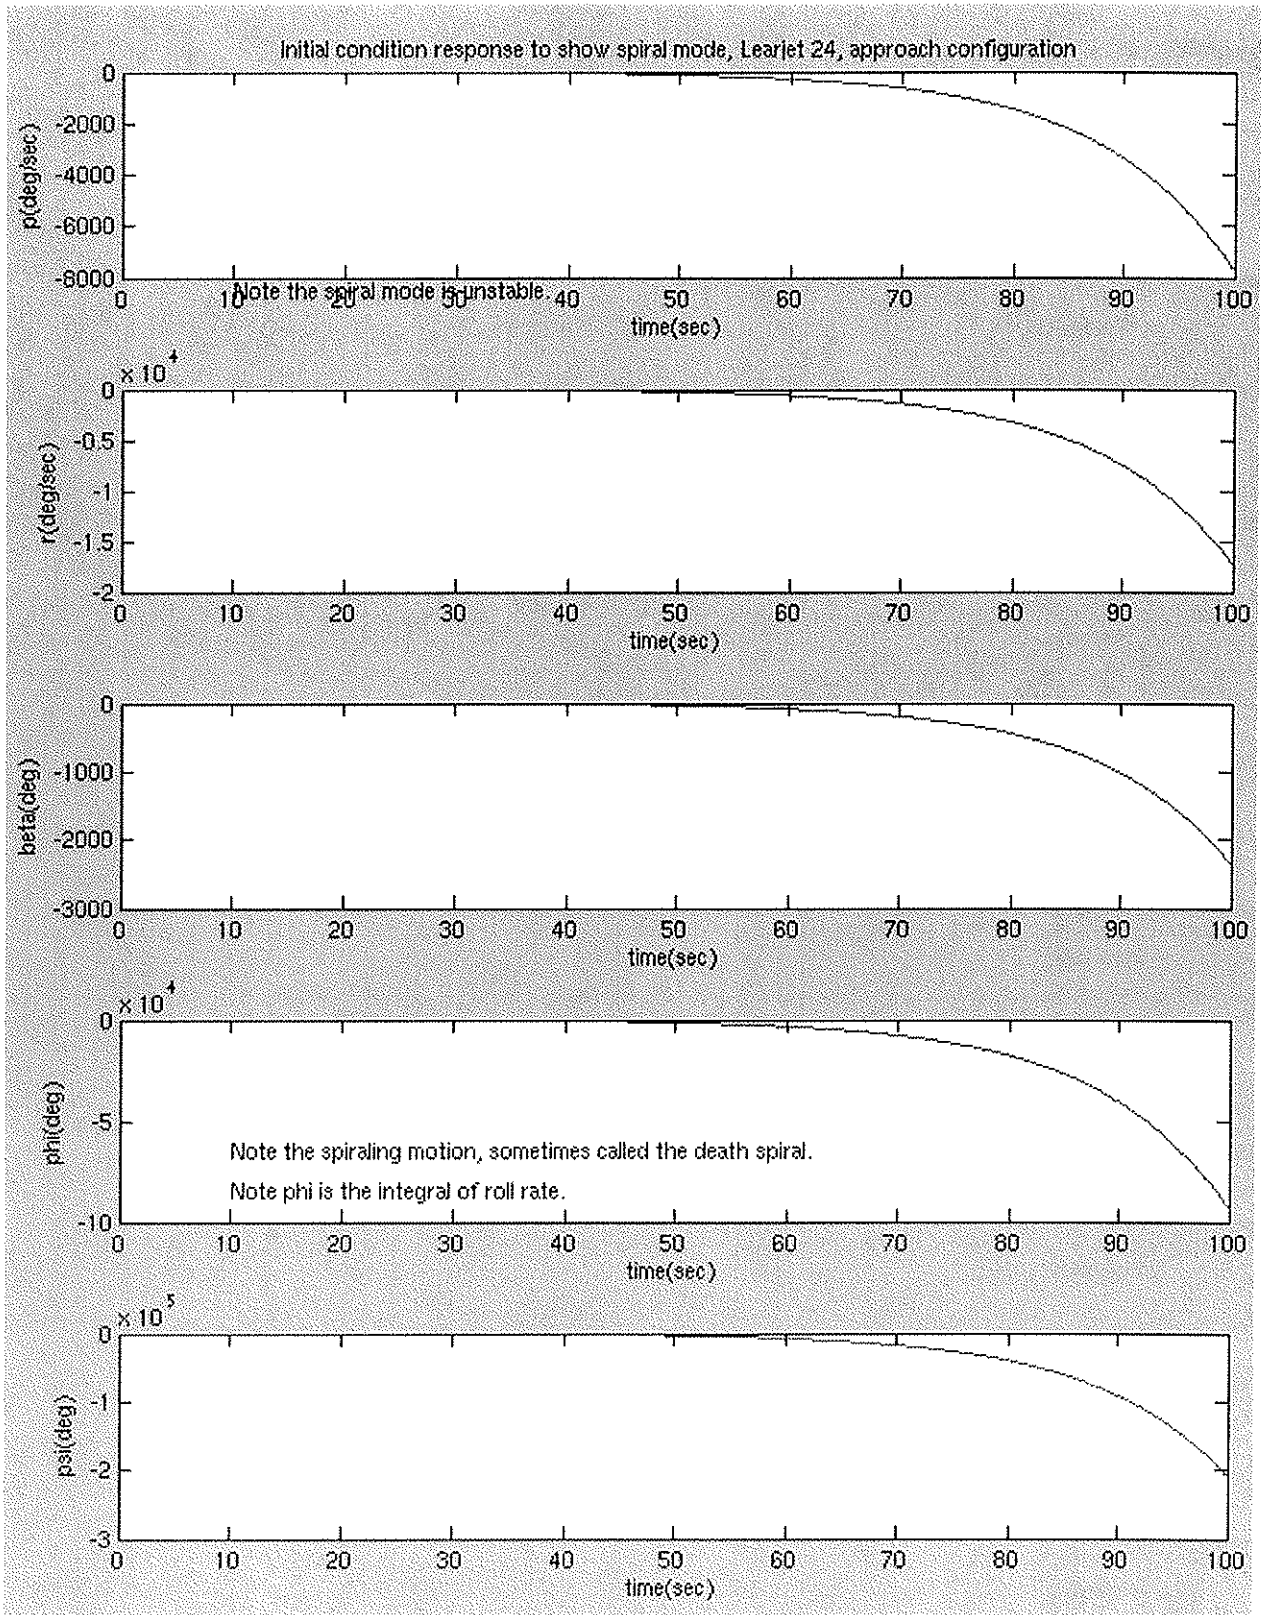 Initial condition response to show spiral mode, Learjet 24, approach configuration
0
-2000
-4000
-6000
-8000
p(deg/sec)
0 10 20 30 40 50 60 70 80 90 100
Note the spiral mode is unstable.
time(sec)
× 10 4
0
-0.5
-1
-1.5
-2
r(deg/sec)
0 10 20 30 40 50 60 70 80 90 100
time(sec)
0
-1000
-2000
-3000
beta(deg)
0 10 20 30 40 50 60 70 80 90 100
time(sec)
× 10 4
0
-5
-10
phi(deg)
Note the spiraling motion, sometimes called the death spiral.
Note phi is the integral of roll rate.
0 10 20 30 40 50 60 70 80 90 100
time(sec)
× 10 5
0
-1
-2
-3
psi(deg)
0 10 20 30 40 50 60 70 80 90 100
time(sec)